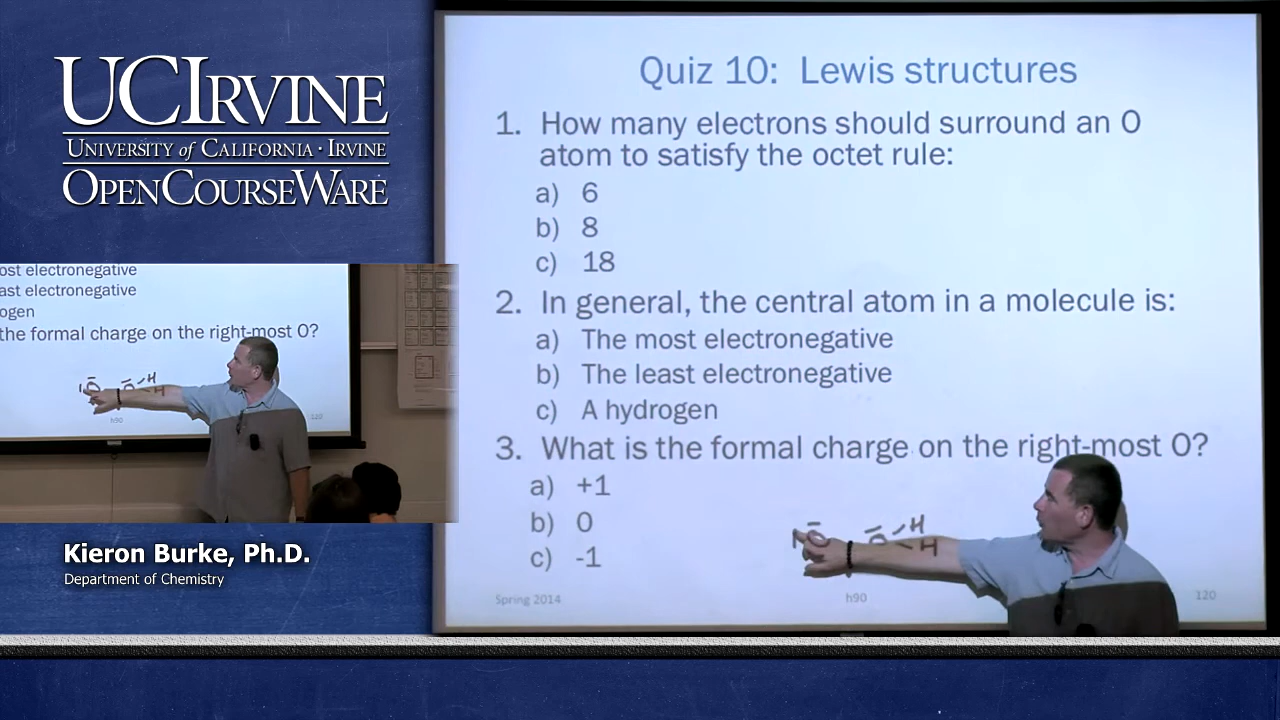 UCIRVINE
UNIVERSITY of CALIFORNIA · IRVINE
OPENCOURSEWARE
ost electronegative
ast electronegative
ogen
the formal charge on the right-most O?
h90
120
Kieron Burke, Ph.D.
Department of Chemistry
Quiz 10: Lewis structures
1. How many electrons should surround an O
atom to satisfy the octet rule:
a) 6
b) 8
c) 18
2. In general, the central atom in a molecule is:
a) The most electronegative
b) The least electronegative
c) A hydrogen
3. What is the formal charge on the right-most O?
a) +1
b) 0
c) -1
H
H
Spring 2014
h90
120